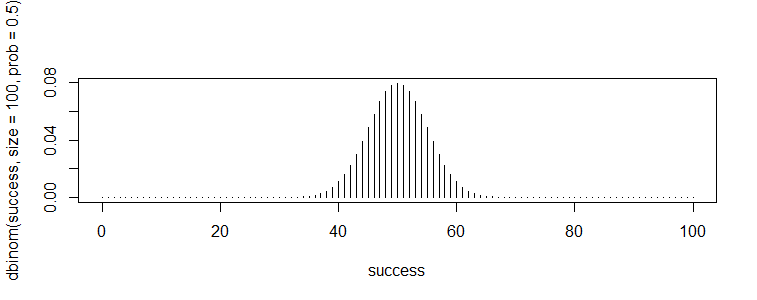 dbinom(success, size = 100, prob = 0.5)
0.08
0.04
0.00
0 20 40 60 80 100
success